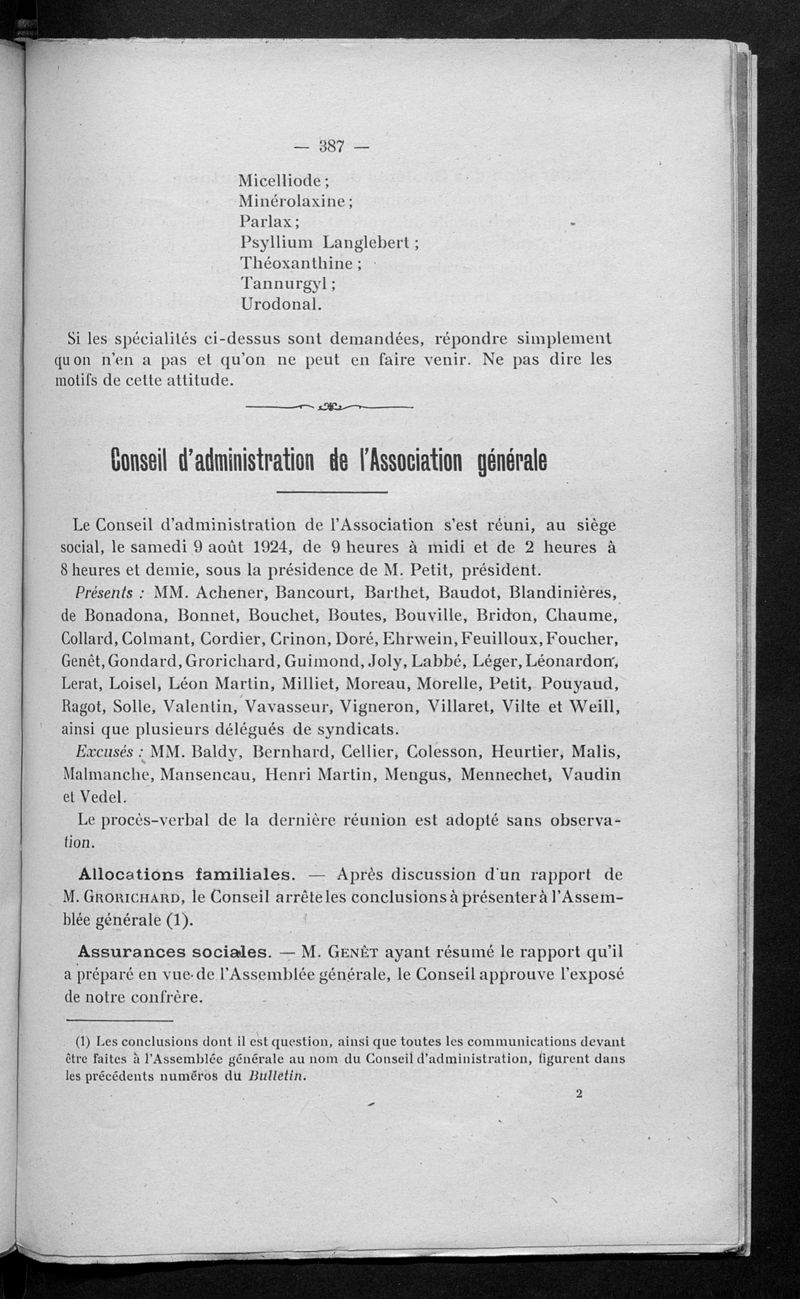 — 387 —
Micelliode ;
Minérolaxine ;
Parlax ;
Psyllium Langlebert ;
Théoxanthine ;
Tannurgyl ;
Urodonal.
Si les spécialités ci-dessus sont demandées, répondre simplement
qu on n'en a pas et qu'on ne peut en faire venir. Ne pas dire les
motifs de cette attitude.
Conseil d'administration de l'Association générale
Le Conseil d'administration de l'Association s'est réuni, au siège
social, le samedi 9 août 1924, de 9 heures à midi et de 2 heures à
8 heures et demie, sous la présidence de M. Petit, président.
Présents : MM. Achener, Bancourt, Barthet, Baudot, Blandinières,
de Bonadona, Bonnet, Bouchet, Boutes, Bouville, Bridon, Chaume,
Collard, Colmant, Cordier, Crinon, Doré, Ehrwein, Feuilloux, Foucher,
Genêt, Gondard, Grorichard, Guimond, Joly, Labbé, Léger, Léonardon,
Lerat, Loisel, Léon Martin, Milliet, Moreau, Morelle, Petit, Pouyaud,
Ragot, Solle, Valentin, Vavasseur, Vigneron, Villaret, Vilte et Weill,
ainsi que plusieurs délégués de syndicats.
Excusés : MM. Baldy, Bernhard, Cellier, Colesson, Heurtier, Malis,
Malmanche, Mansencau, Henri Martin, Mengus, Mennechet, Vaudin
et Vedel.
Le procès-verbal de la dernière réunion est adopté sans observa-
tion.
Allocations familiales. — Après discussion d'un rapport de
M. GRORICHARD, le Conseil arrête les conclusions à présenter à l'Assem-
blée générale (1).
Assurances sociales. — M. GENÊT ayant résumé le rapport qu'il
a préparé en vue de l'Assemblée générale, le Conseil approuve l'exposé
de notre confrère.
(1) Les conclusions dont il est question, ainsi que toutes les communications devant
être faites à l'Assemblée générale au nom du Conseil d'administration, figurent dans
les précédents numéros du Bulletin.
2